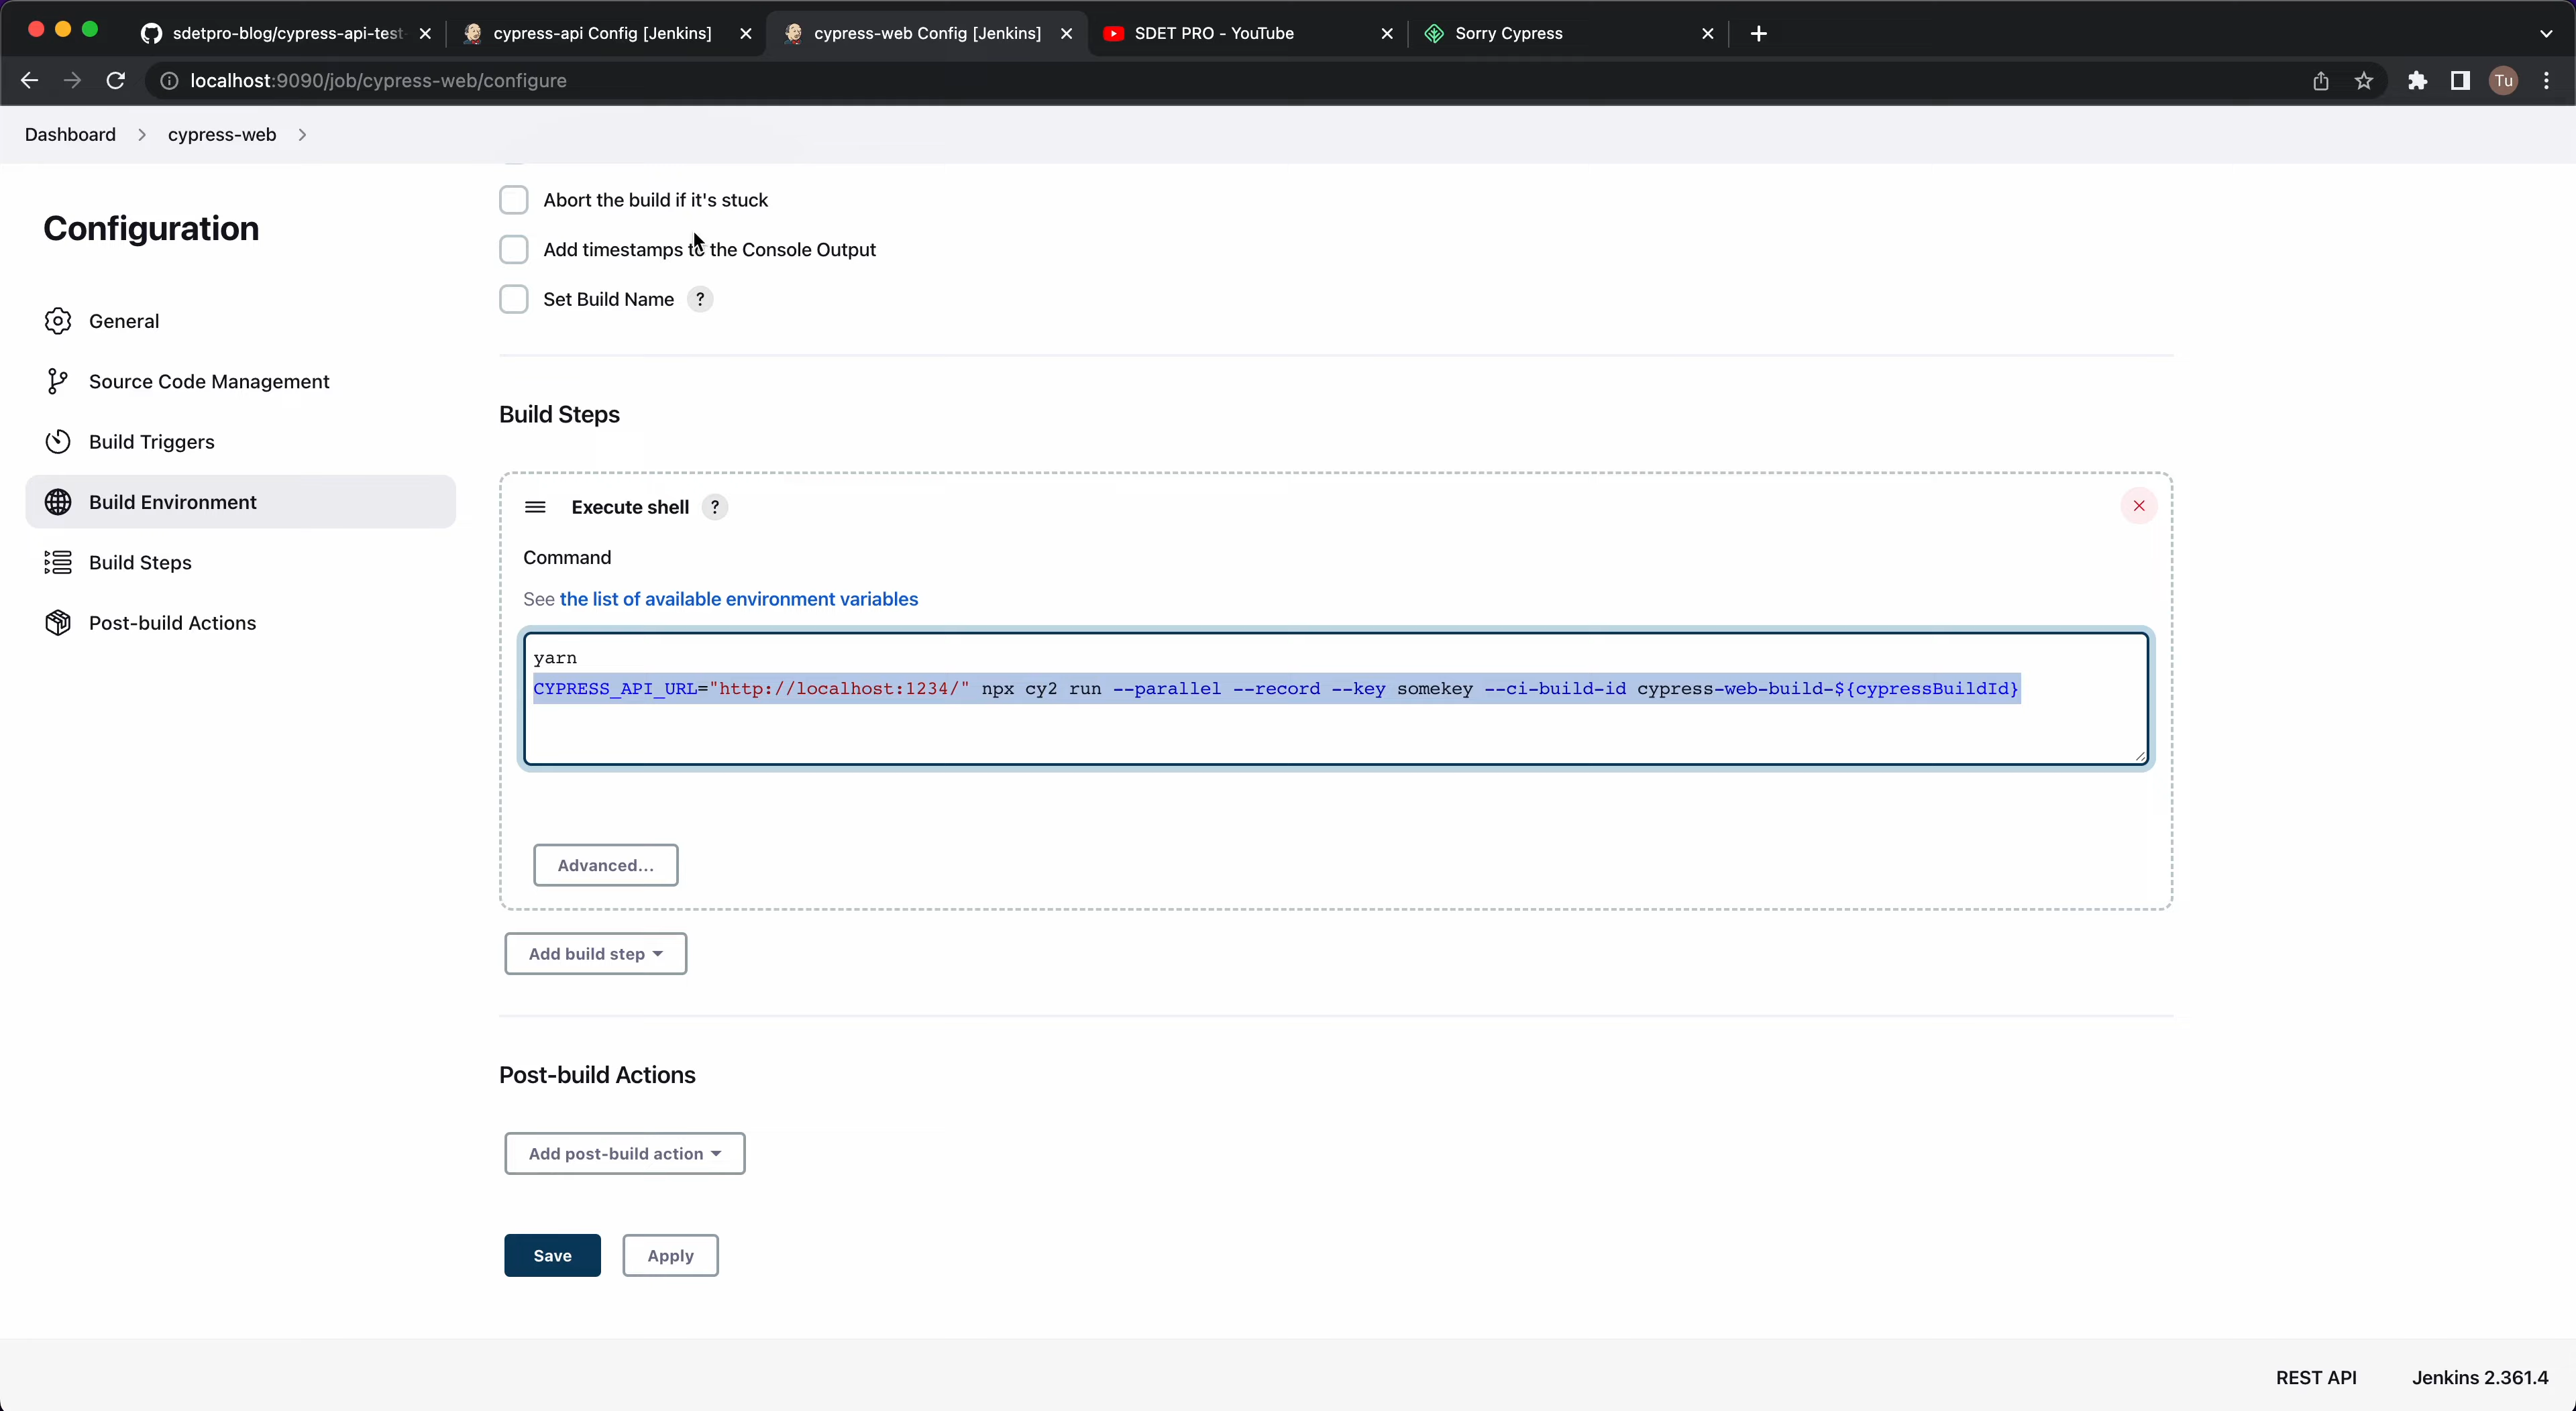 sdetpro-blog/cypress-api-test
cypress-api Config [Jenkins]
cypress-web Config [Jenkins]
SDET PRO - YouTube
Sorry Cypress
localhost:9090/job/cypress-web/configure
Tu
Dashboard
cypress-web
Configuration
General
Source Code Management
Build Triggers
Build Environment
Build Steps
Post-build Actions
Abort the build if it's stuck
Add timestamps to the Console Output
Set Build Name ?
Build Steps
Execute shell ?
Command
See the list of available environment variables
yarn
CYPRESS_API_URL="http://localhost:1234/" npx cy2 run --parallel --record --key somekey --ci-build-id cypress-web-build-${cypressBuildId}
Advanced...
Add build step
Post-build Actions
Add post-build action
Save
Apply
REST API
Jenkins 2.361.4